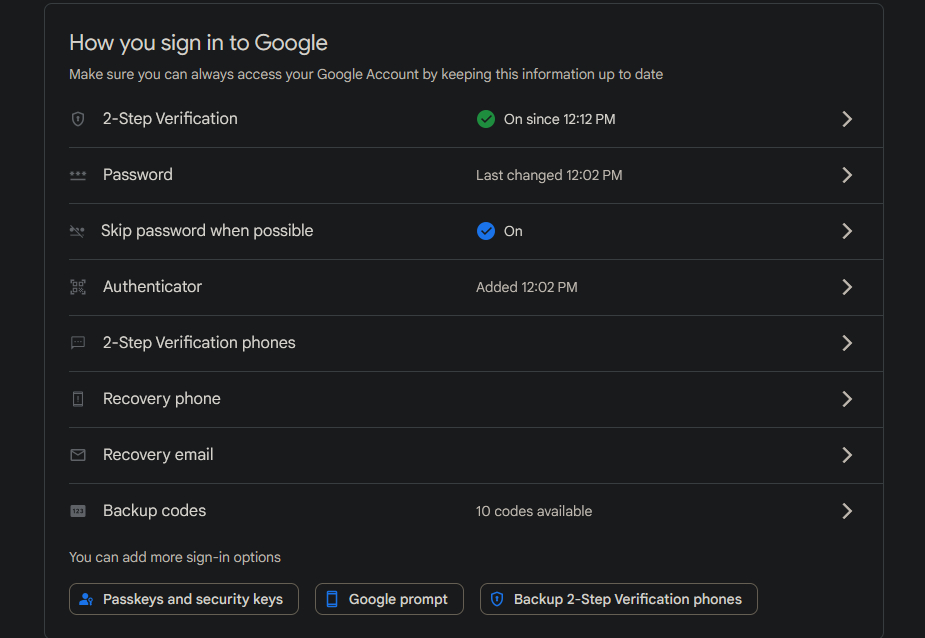 How you sign in to Google
Make sure you can always access your Google Account by keeping this information up to date
2-Step Verification On since 12:12 PM
Password Last changed 12:02 PM
Skip password when possible On
Authenticator Added 12:02 PM
2-Step Verification phones
Recovery phone
Recovery email
123 Backup codes 10 codes available
You can add more sign-in options
Passkeys and security keys Google prompt Backup 2-Step Verification phones